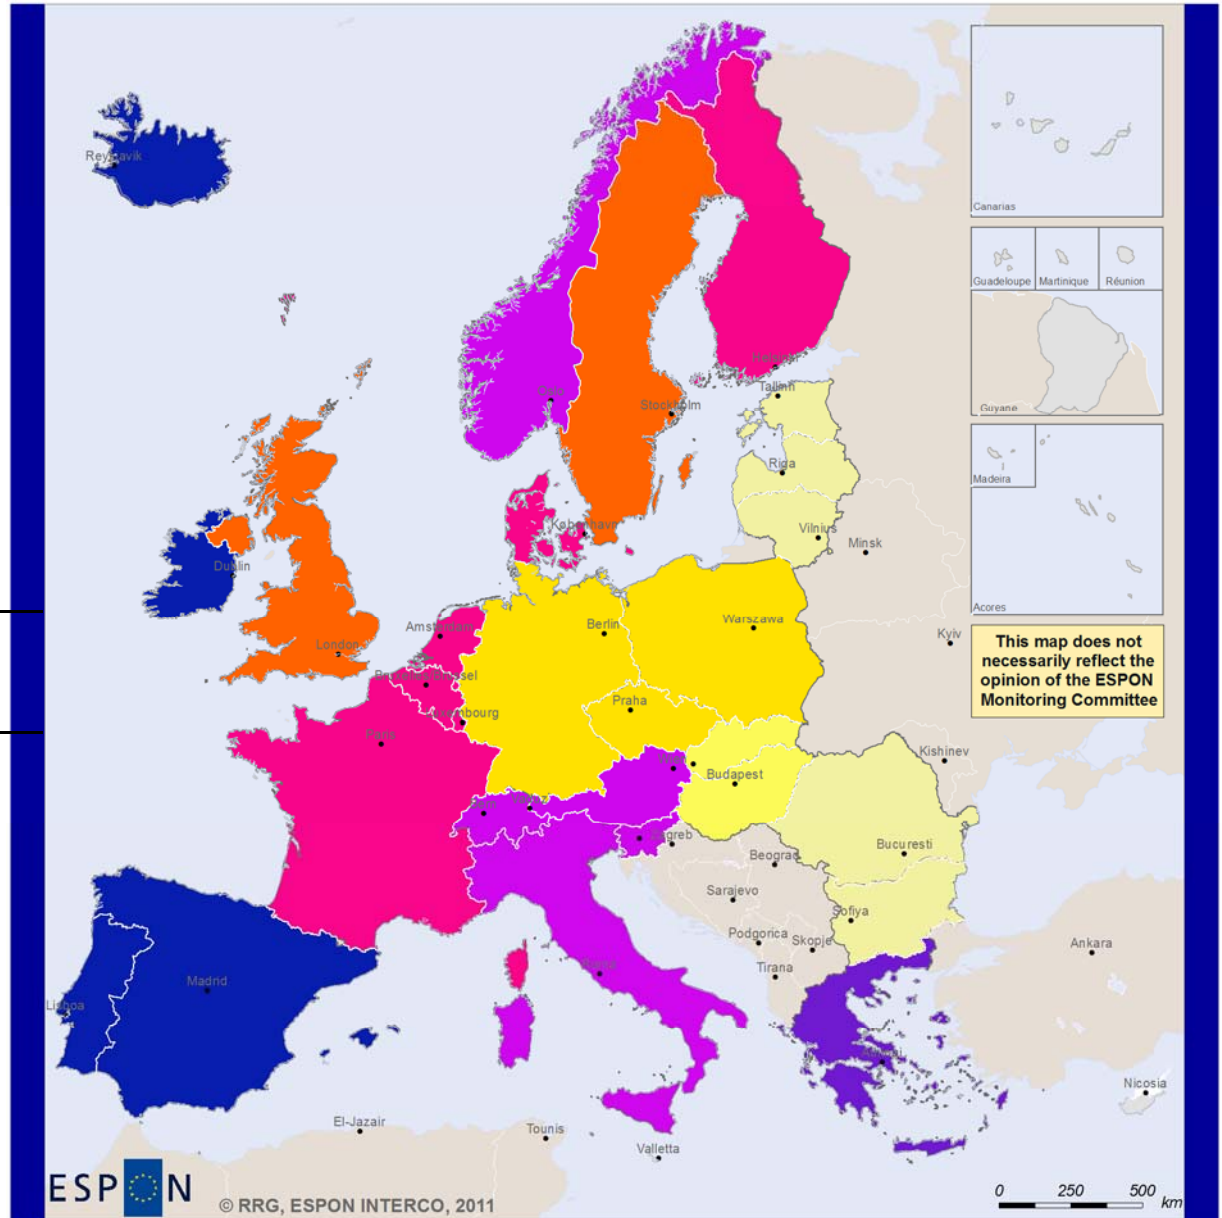 Reykjavik
Canarias
Guadeloupe
Martinique
Réunion
Guyane
Madeira
Acores
This map does not
necessarily reflect the
opinion of the ESPON
Monitoring Committee
Helsinki
Tallinn
Oslo
Stockholm
Riga
København
Vilnius
Minsk
Dublin
Amsterdam
Berlin
Warszawa
Kyiv
London
Praha
Paris
Kishinev
Budapest
Bern
Zagreb
Beograd
Bucuresti
Sarajevo
Sofiya
Podgorica
Skopje
Ankara
Tirana
Roma
Madrid
Lisboa
Nicosia
El-Jazair
Tounis
Valletta
ESPON
© RRG, ESPON INTERCO, 2011
0 250 500
km